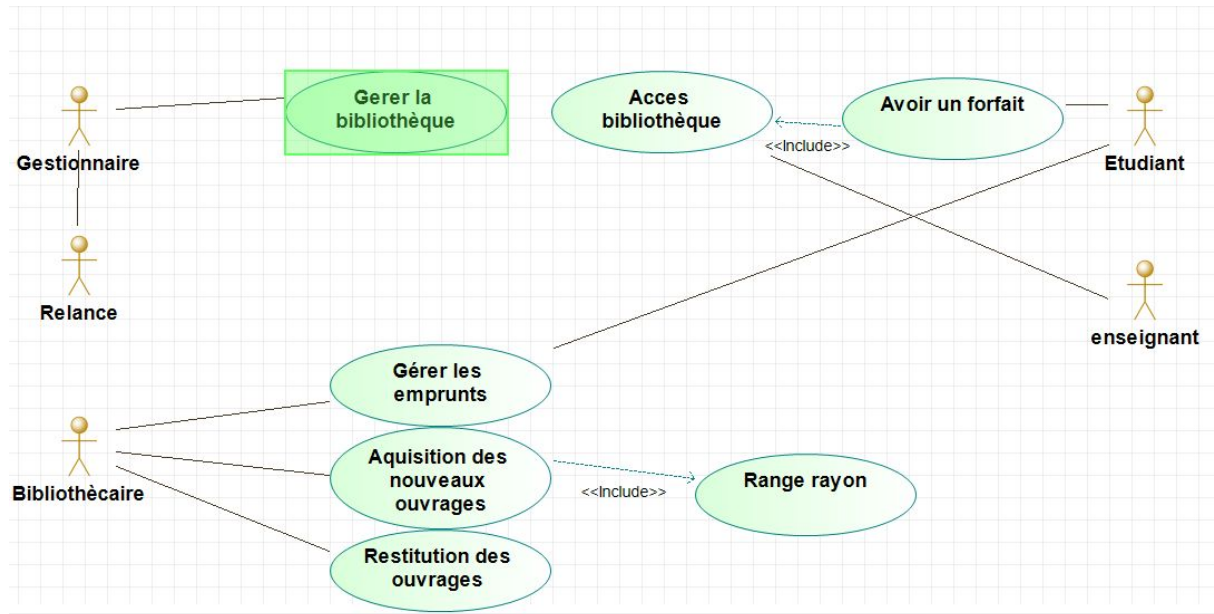 Gerer la
bibliothèque
Acces
bibliothèque
Avoir un forfait
<<Include>>
Gestionnaire
Etudiant
Relance
enseignant
Gérer les
emprunts
Aquisition des
nouveaux
ouvrages
<<Include>>
Range rayon
Bibliothècaire
Restitution des
ouvrages